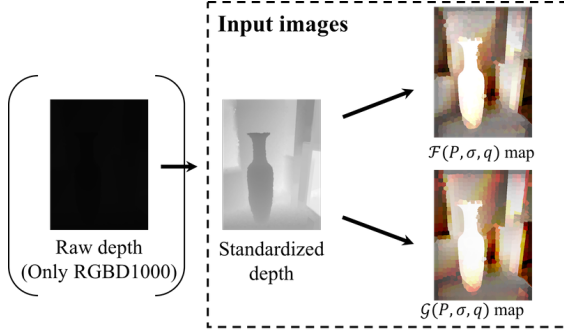 Input images
Raw depth
(Only RGBD1000)
Standardized
depth
ℱ(𝑃, 𝜎, 𝑞) map
𝒢(𝑃, 𝜎, 𝑞) map